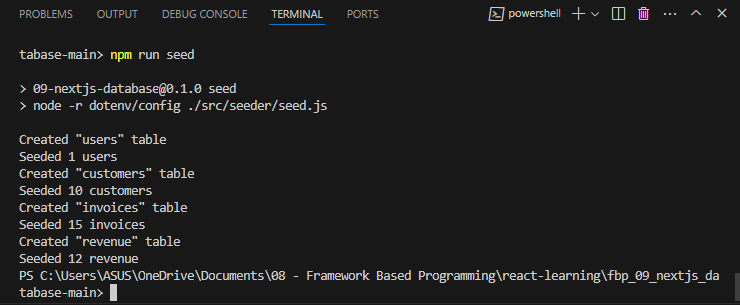 PROBLEMS OUTPUT DEBUG CONSOLE TERMINAL PORTS powershell
tabase-main> npm run seed
> 09-nextjs-database@0.1.0 seed
> node -r dotenv/config ./src/seeder/seed.js
Created "users" table
Seeded 1 users
Created "customers" table
Seeded 10 customers
Created "invoices" table
Seeded 15 invoices
Created "revenue" table
Seeded 12 revenue
PS C:\Users\ASUS\OneDrive\Documents\08 - Framework Based Programming\react-learning\fbp_09_nextjs_da
tabase-main>